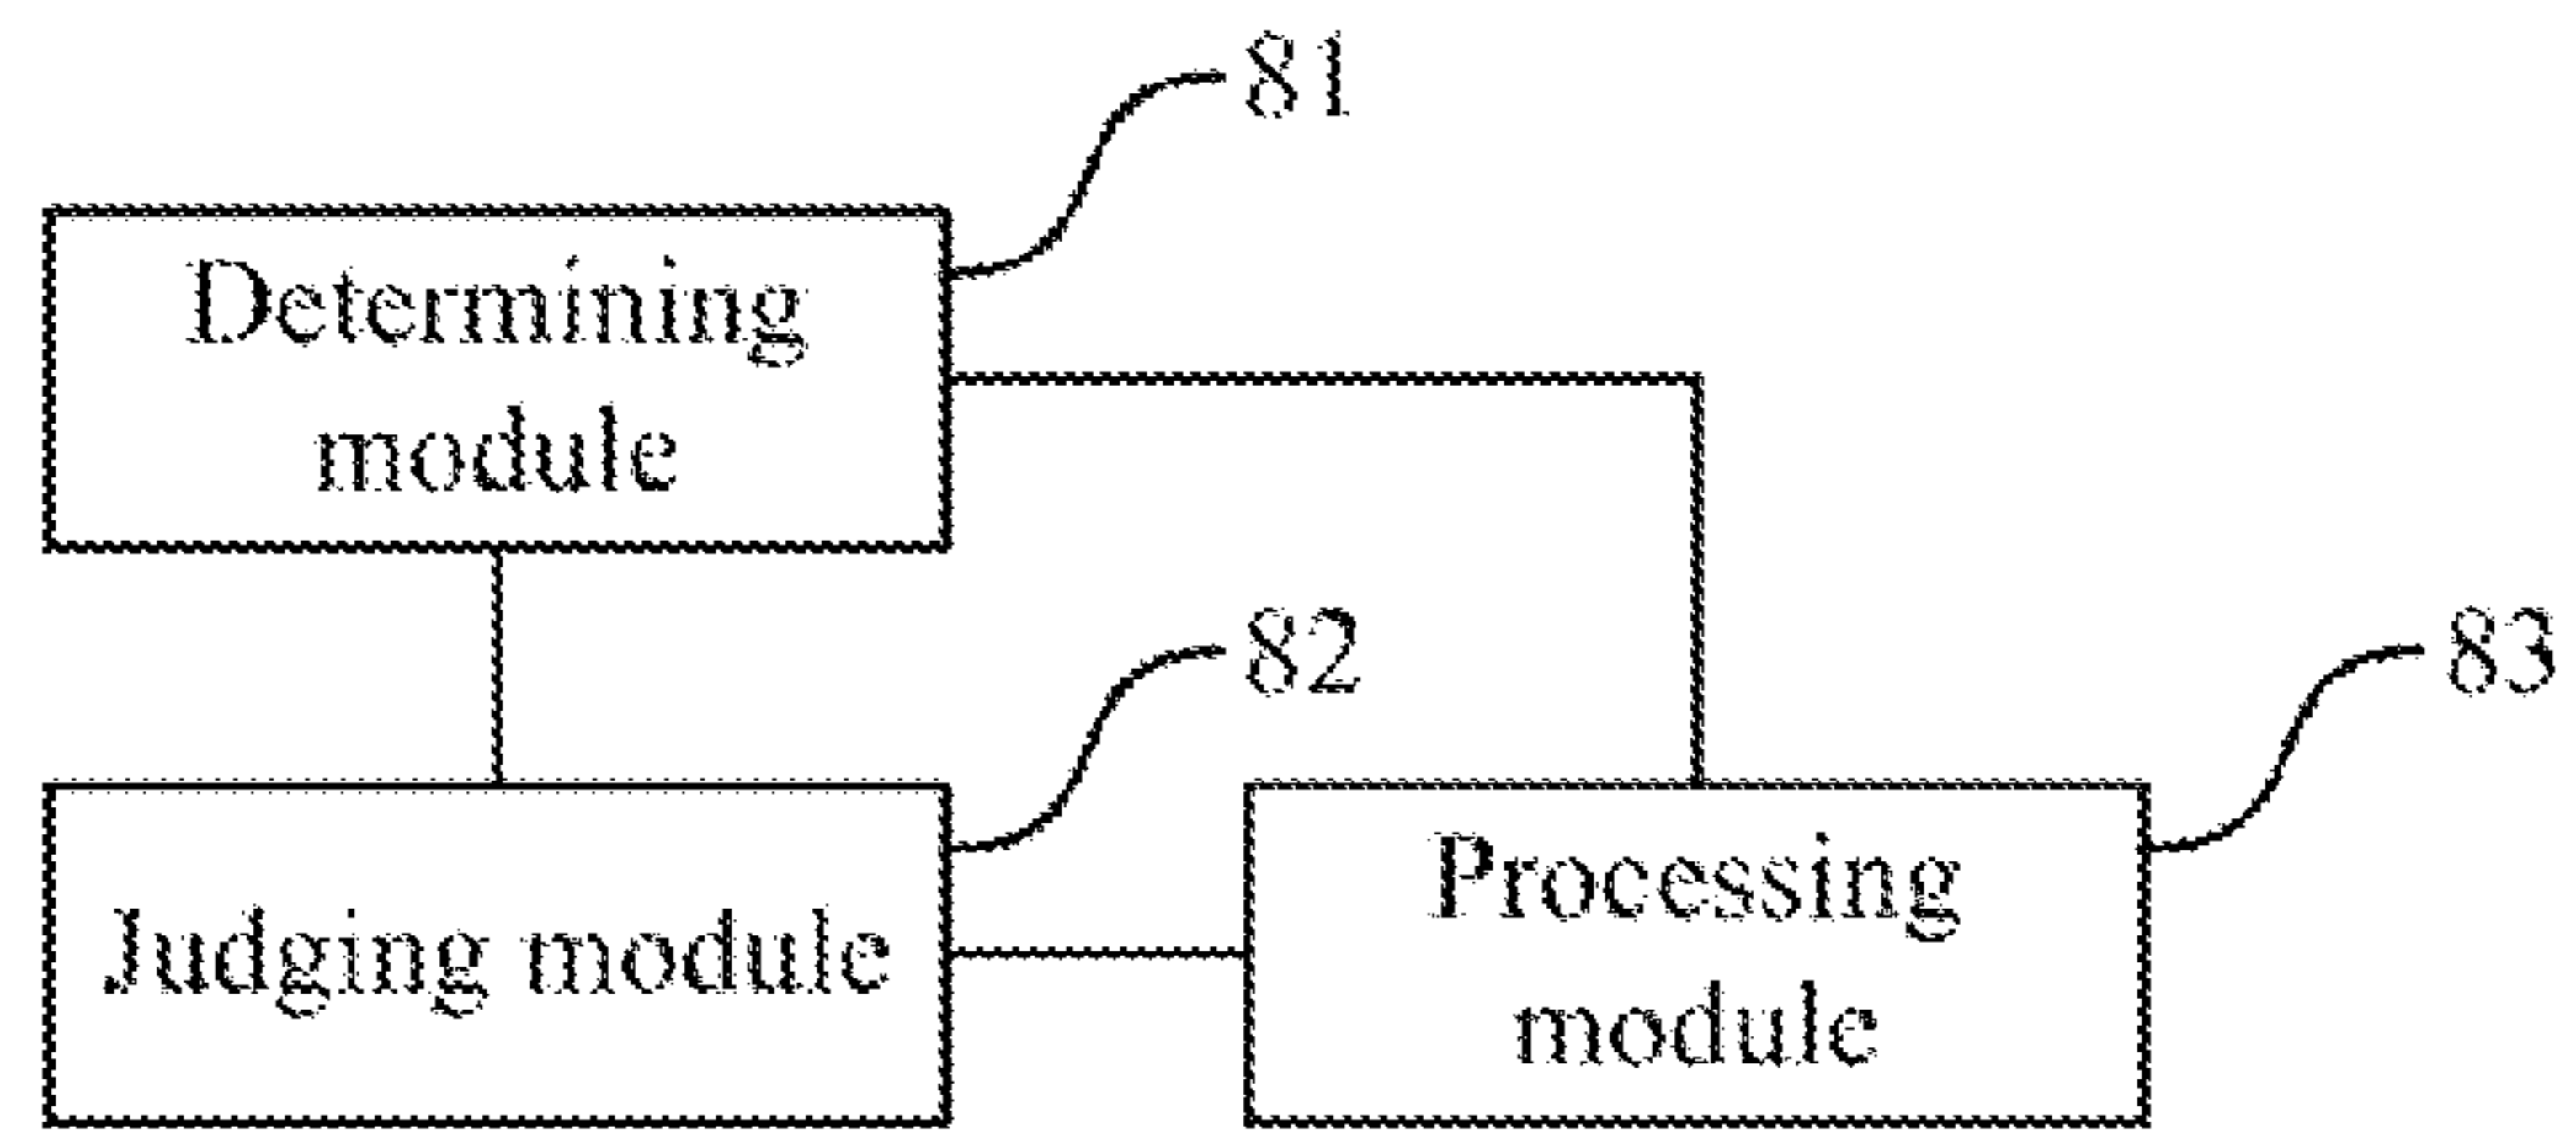 81
Determining
module
82
83
Judging module
Processing
module